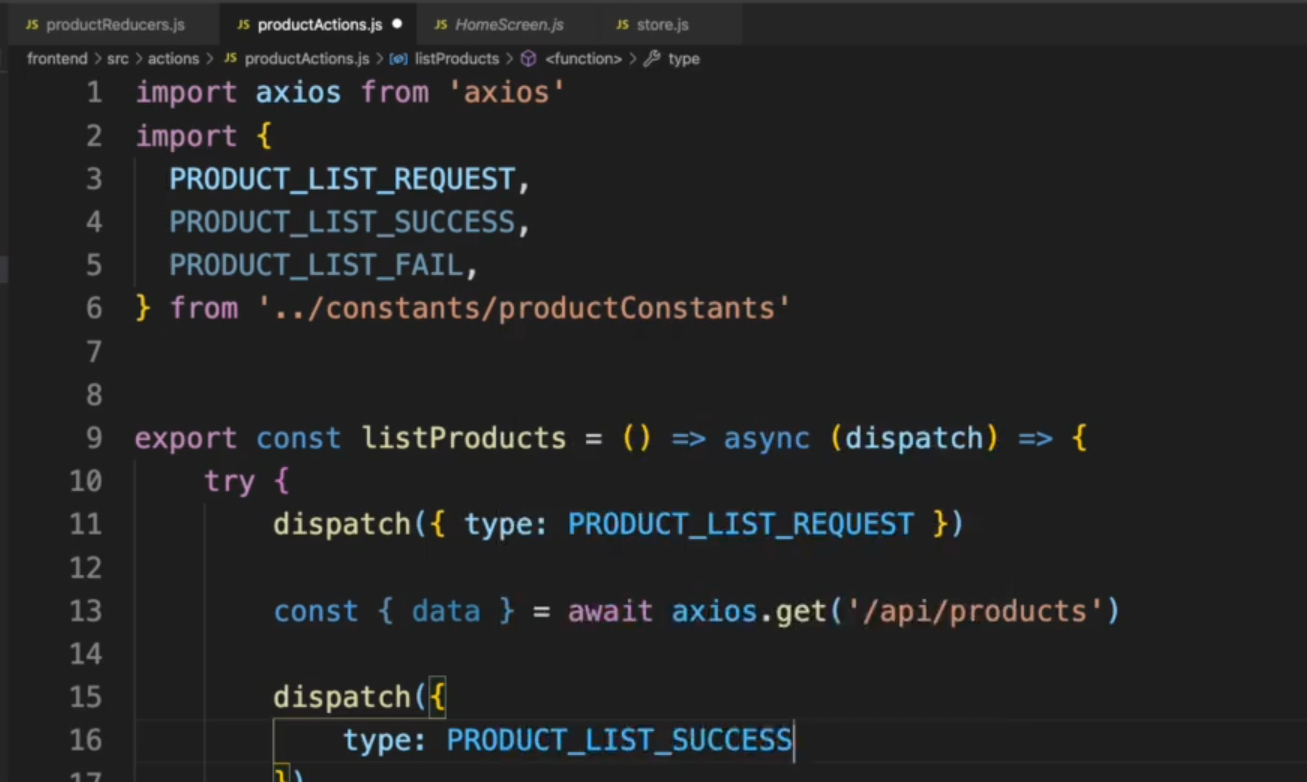 JS productReducers.js JS productActions.js JS HomeScreen.js JS store.js
frontend > src > actions > JS productActions.js > listProducts > <function> > type
1 import axios from 'axios'
2 import {
3 PRODUCT_LIST_REQUEST,
4 PRODUCT_LIST_SUCCESS,
5 PRODUCT_LIST_FAIL,
6 } from '../constants/productConstants'
7
8
9 export const listProducts = () => async (dispatch) => {
10 try {
11 dispatch({ type: PRODUCT_LIST_REQUEST })
12
13 const { data } = await axios.get('/api/products')
14
15 dispatch({
16 type: PRODUCT_LIST_SUCCESS
17 })